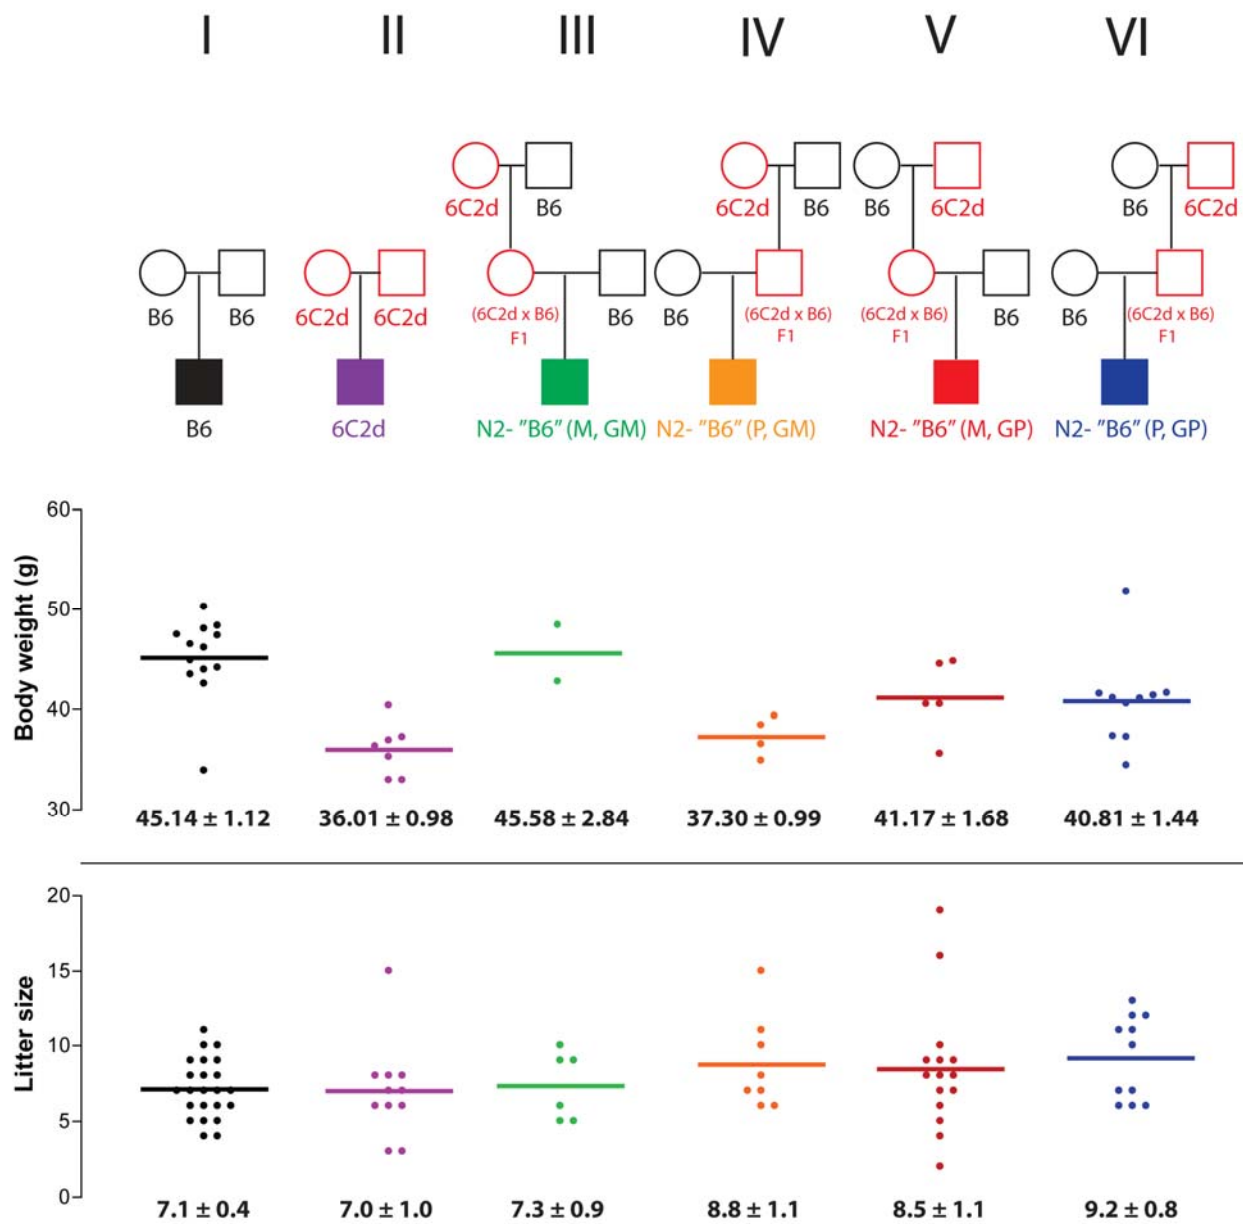 I II III IV V VI
6C2d B6 6C2d B6 B6 6C2d B6 6C2d
B6 B6 6C2d 6C2d (6C2d x B6) F1 B6 B6 (6C2d x B6) F1 (6C2d x B6) F1 B6 B6 (6C2d x B6) F1
B6 6C2d N2- "B6" (M, GM) N2- "B6" (P, GM) N2- "B6" (M, GP) N2- "B6" (P, GP)
Body weight (g)
60
50
40
30
45.14 ± 1.12 36.01 ± 0.98 45.58 ± 2.84 37.30 ± 0.99 41.17 ± 1.68 40.81 ± 1.44
Litter size
20
15
10
5
0
7.1 ± 0.4 7.0 ± 1.0 7.3 ± 0.9 8.8 ± 1.1 8.5 ± 1.1 9.2 ± 0.8